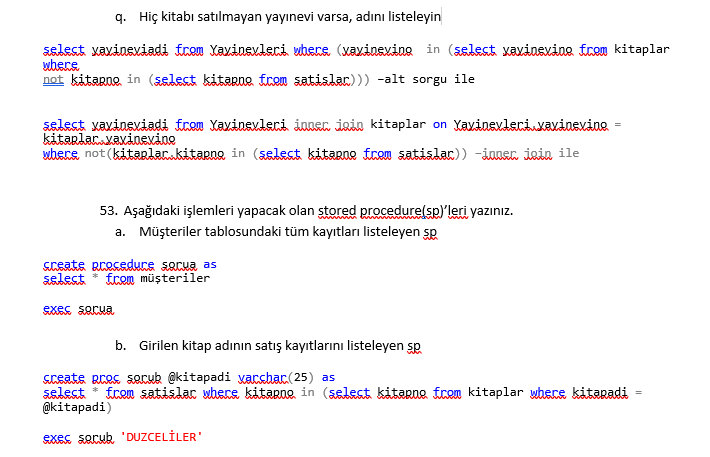 q. Hiç kitabı satılmayan yayınevi varsa, adını listeleyin
select yayineviadi from Yayinevleri where (yayinevino in (select yayinevino from kitaplar
where
not kitapno in (select kitapno from satislar))) –alt sorgu ile
select yayineviadi from Yayinevleri inner join kitaplar on Yayinevleri.yayinevino =
kitaplar.yayinevino
where not(kitaplar.kitapno in (select kitapno from satislar)) –inner join ile
53. Aşağıdaki işlemleri yapacak olan stored procedure(sp)’leri yazınız.
a. Müşteriler tablosundaki tüm kayıtları listeleyen sp
create procedure sorua as
select * from müşteriler
exec sorua
b. Girilen kitap adının satış kayıtlarını listeleyen sp
create proc sorub @kitapadi varchar(25) as
select * from satislar where kitapno in (select kitapno from kitaplar where kitapadi =
@kitapadi)
exec sorub 'DUZCELİLER'